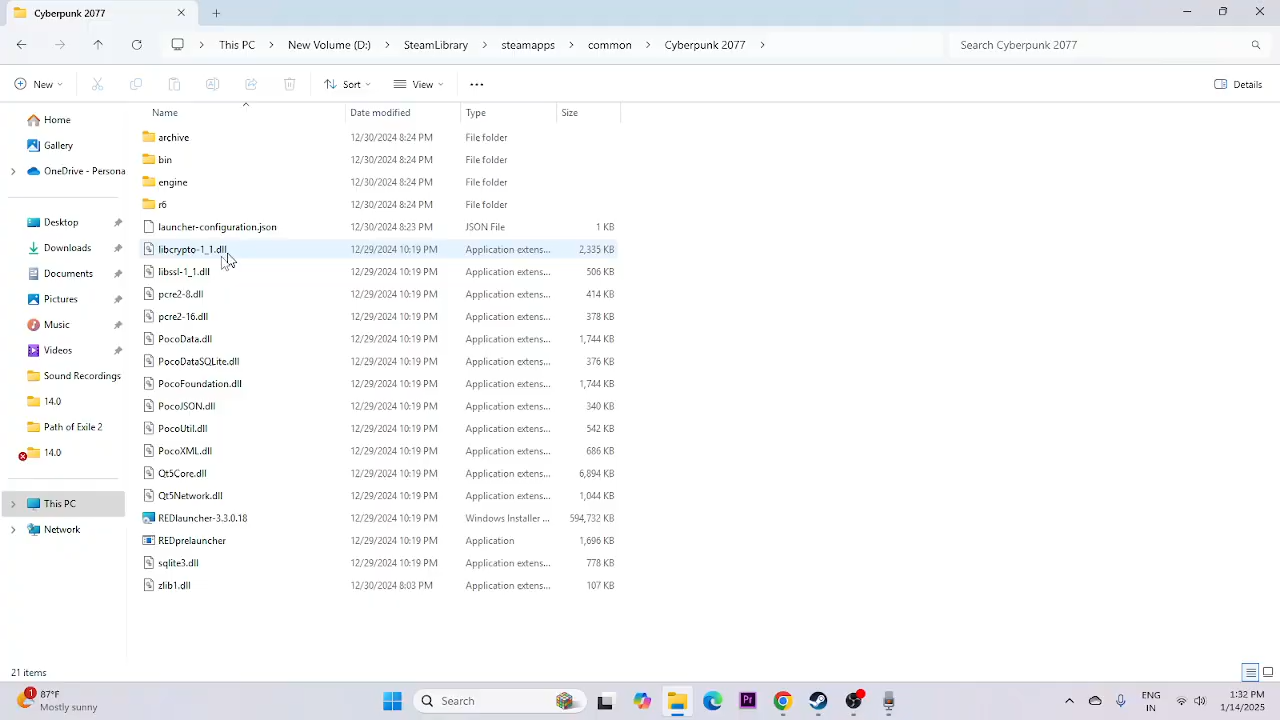 Cyberpunk 2077
This PC > New Volume (D:) > SteamLibrary > steamapps > common > Cyberpunk 2077 >
Search Cyberpunk 2077
New
Sort
View
Details
Name Date modified Type Size
Home
Gallery
OneDrive - Persona
Desktop
Downloads
Documents
Pictures
Music
Videos
Sound Recordings
14.0
Path of Exile 2
14.0
This PC
Network
archive 12/30/2024 8:24 PM File folder
bin 12/30/2024 8:24 PM File folder
engine 12/30/2024 8:24 PM File folder
r6 12/30/2024 8:24 PM File folder
launcher-configuration.json 12/30/2024 8:23 PM JSON File 1 KB
libcrypto-1_1.dll 12/29/2024 10:19 PM Application extens... 2,335 KB
libssl-1_1.dll 12/29/2024 10:19 PM Application extens... 506 KB
pcre2-8.dll 12/29/2024 10:19 PM Application extens... 414 KB
pcre2-16.dll 12/29/2024 10:19 PM Application extens... 378 KB
PocoData.dll 12/29/2024 10:19 PM Application extens... 1,744 KB
PocoDataSQLite.dll 12/29/2024 10:19 PM Application extens... 376 KB
PocoFoundation.dll 12/29/2024 10:19 PM Application extens... 1,744 KB
PocoJSON.dll 12/29/2024 10:19 PM Application extens... 340 KB
PocoUtil.dll 12/29/2024 10:19 PM Application extens... 542 KB
PocoXML.dll 12/29/2024 10:19 PM Application extens... 686 KB
Qt5Core.dll 12/29/2024 10:19 PM Application extens... 6,894 KB
Qt5Network.dll 12/29/2024 10:19 PM Application extens... 1,044 KB
REDlauncher-3.3.0.18 12/29/2024 10:19 PM Windows Installer ... 594,732 KB
REDprelauncher 12/29/2024 10:19 PM Application 1,696 KB
sqlite3.dll 12/29/2024 10:19 PM Application extens... 778 KB
zlib1.dll 12/30/2024 8:03 PM Application extens... 107 KB
21 items
1
87°F
Mostly sunny
Search
Pr
ENG
IN
1:32 PM
1/14/2025